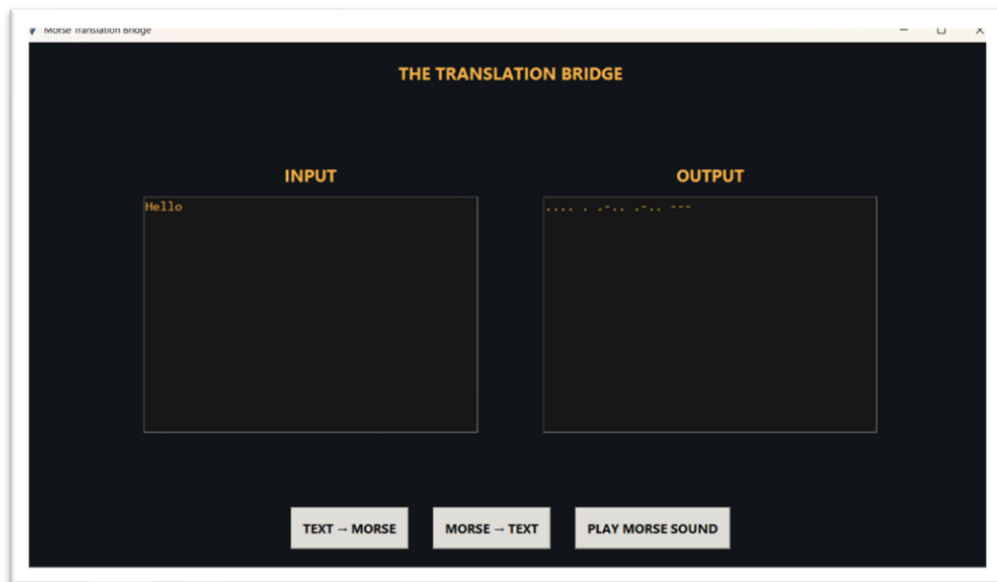 Morse Translation Bridge
THE TRANSLATION BRIDGE
INPUT
OUTPUT
Hello
.... . .-.. .-.. ---
TEXT → MORSE
MORSE → TEXT
PLAY MORSE SOUND